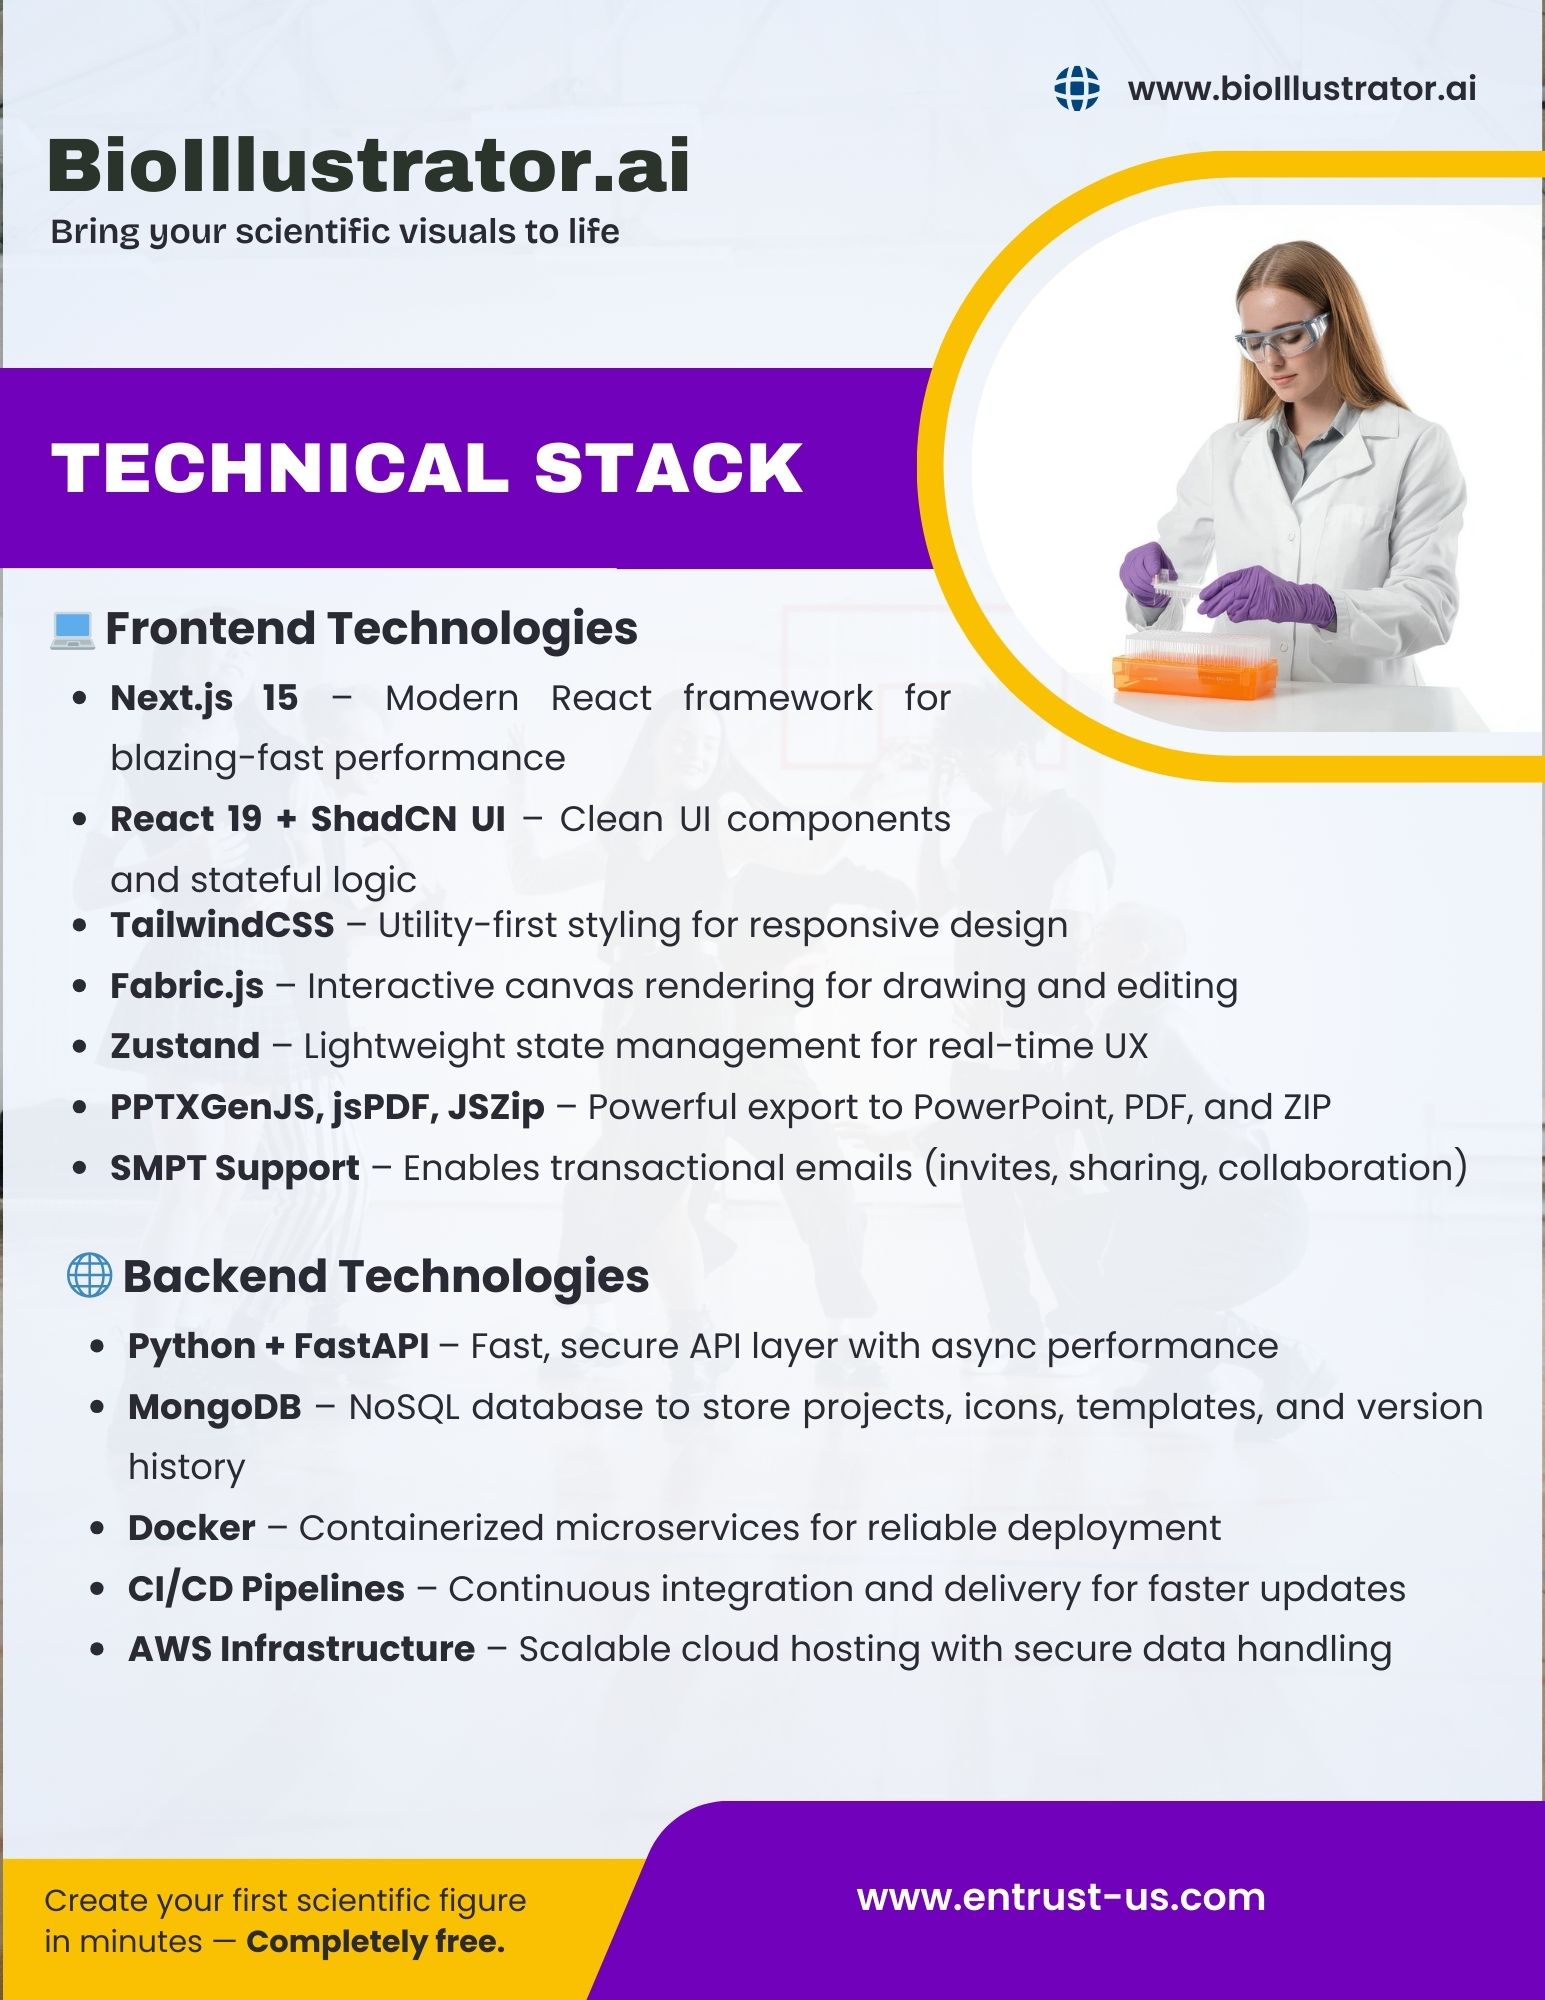 www.bioIllustrator.ai
BioIllustrator.ai
Bring your scientific visuals to life
TECHNICAL STACK
Frontend Technologies
• Next.js 15 – Modern React framework for
blazing-fast performance
• React 19 + ShadCN UI – Clean UI components
and stateful logic
• TailwindCSS – Utility-first styling for responsive design
• Fabric.js – Interactive canvas rendering for drawing and editing
• Zustand – Lightweight state management for real-time UX
• PPTXGenJS, jsPDF, JSZip – Powerful export to PowerPoint, PDF, and ZIP
• SMPT Support – Enables transactional emails (invites, sharing, collaboration)
Backend Technologies
• Python + FastAPI – Fast, secure API layer with async performance
• MongoDB – NoSQL database to store projects, icons, templates, and version
history
• Docker – Containerized microservices for reliable deployment
• CI/CD Pipelines – Continuous integration and delivery for faster updates
• AWS Infrastructure – Scalable cloud hosting with secure data handling
Create your first scientific figure
in minutes — Completely free.
www.entrust-us.com